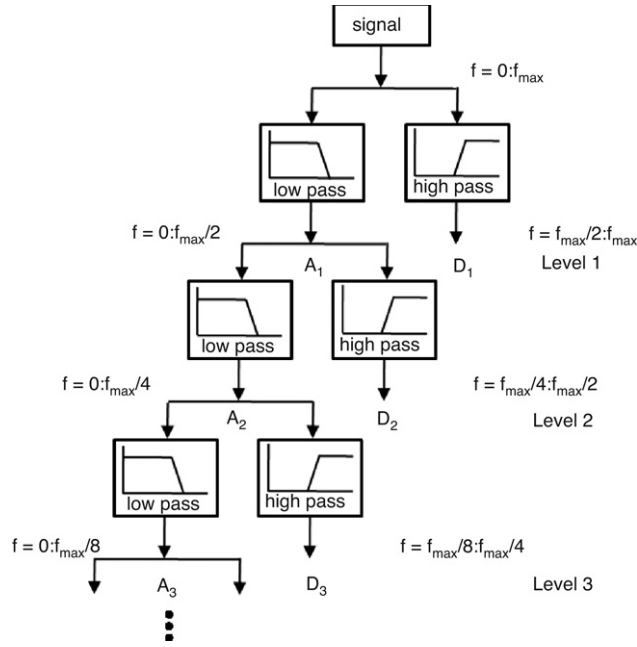 signal
f = 0:fmax
low pass
high pass
f = 0:fmax/2
A1
D1
f = fmax/2:fmax
Level 1
low pass
high pass
f = 0:fmax/4
A2
D2
f = fmax/4:fmax/2
Level 2
low pass
high pass
f = 0:fmax/8
A3
D3
f = fmax/8:fmax/4
Level 3